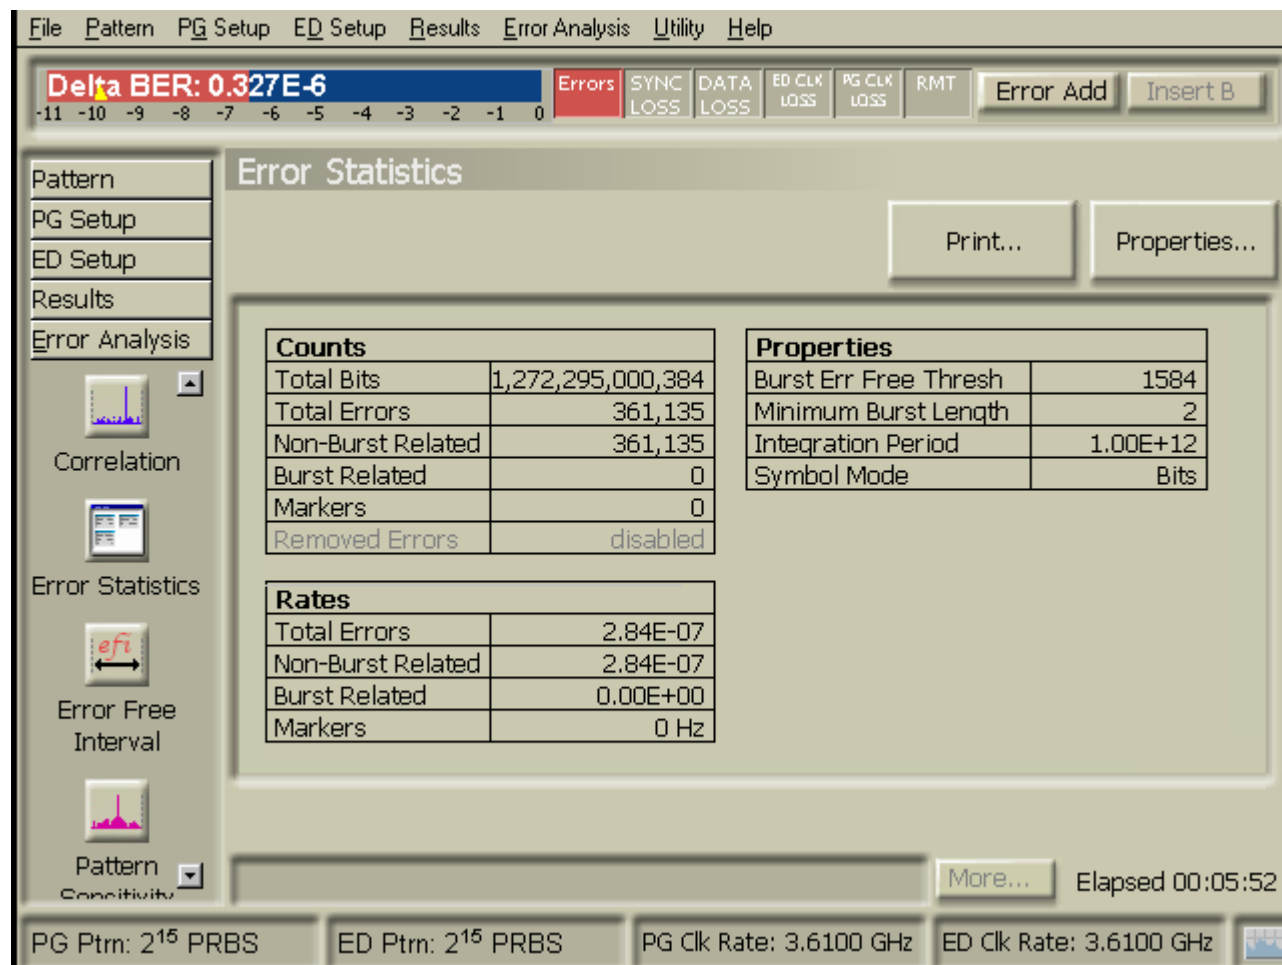 File Pattern PG Setup ED Setup Results Error Analysis Utility Help
Delta BER: 0.327E-6
-11 -10 -9 -8 -7 -6 -5 -4 -3 -2 -1 0
Errors
SYNC LOSS
DATA LOSS
ED CLK LOSS
PG CLK LOSS
RMT
Error Add
Insert B
Pattern
PG Setup
ED Setup
Results
Error Analysis
Correlation
Error Statistics
efi
Error Free
Interval
Pattern
Sensitivity
Error Statistics
Print...
Properties...
Counts
Total Bits 1,272,295,000,384
Total Errors 361,135
Non-Burst Related 361,135
Burst Related 0
Markers 0
Removed Errors disabled
Properties
Burst Err Free Thresh 1584
Minimum Burst Length 2
Integration Period 1.00E+12
Symbol Mode Bits
Rates
Total Errors 2.84E-07
Non-Burst Related 2.84E-07
Burst Related 0.00E+00
Markers 0 Hz
More...
Elapsed 00:05:52
PG Ptrn: 2¹⁵ PRBS
ED Ptrn: 2¹⁵ PRBS
PG Clk Rate: 3.6100 GHz
ED Clk Rate: 3.6100 GHz